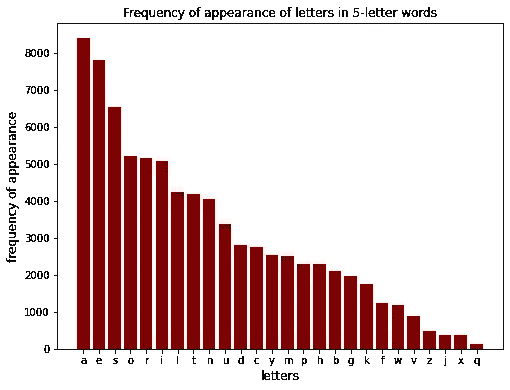 Frequency of appearance of letters in 5-letter words
frequency of appearance
8000
7000
6000
5000
4000
3000
2000
1000
0
a e s o r i l t n u d c y m p h b g k f w v z j x q
letters